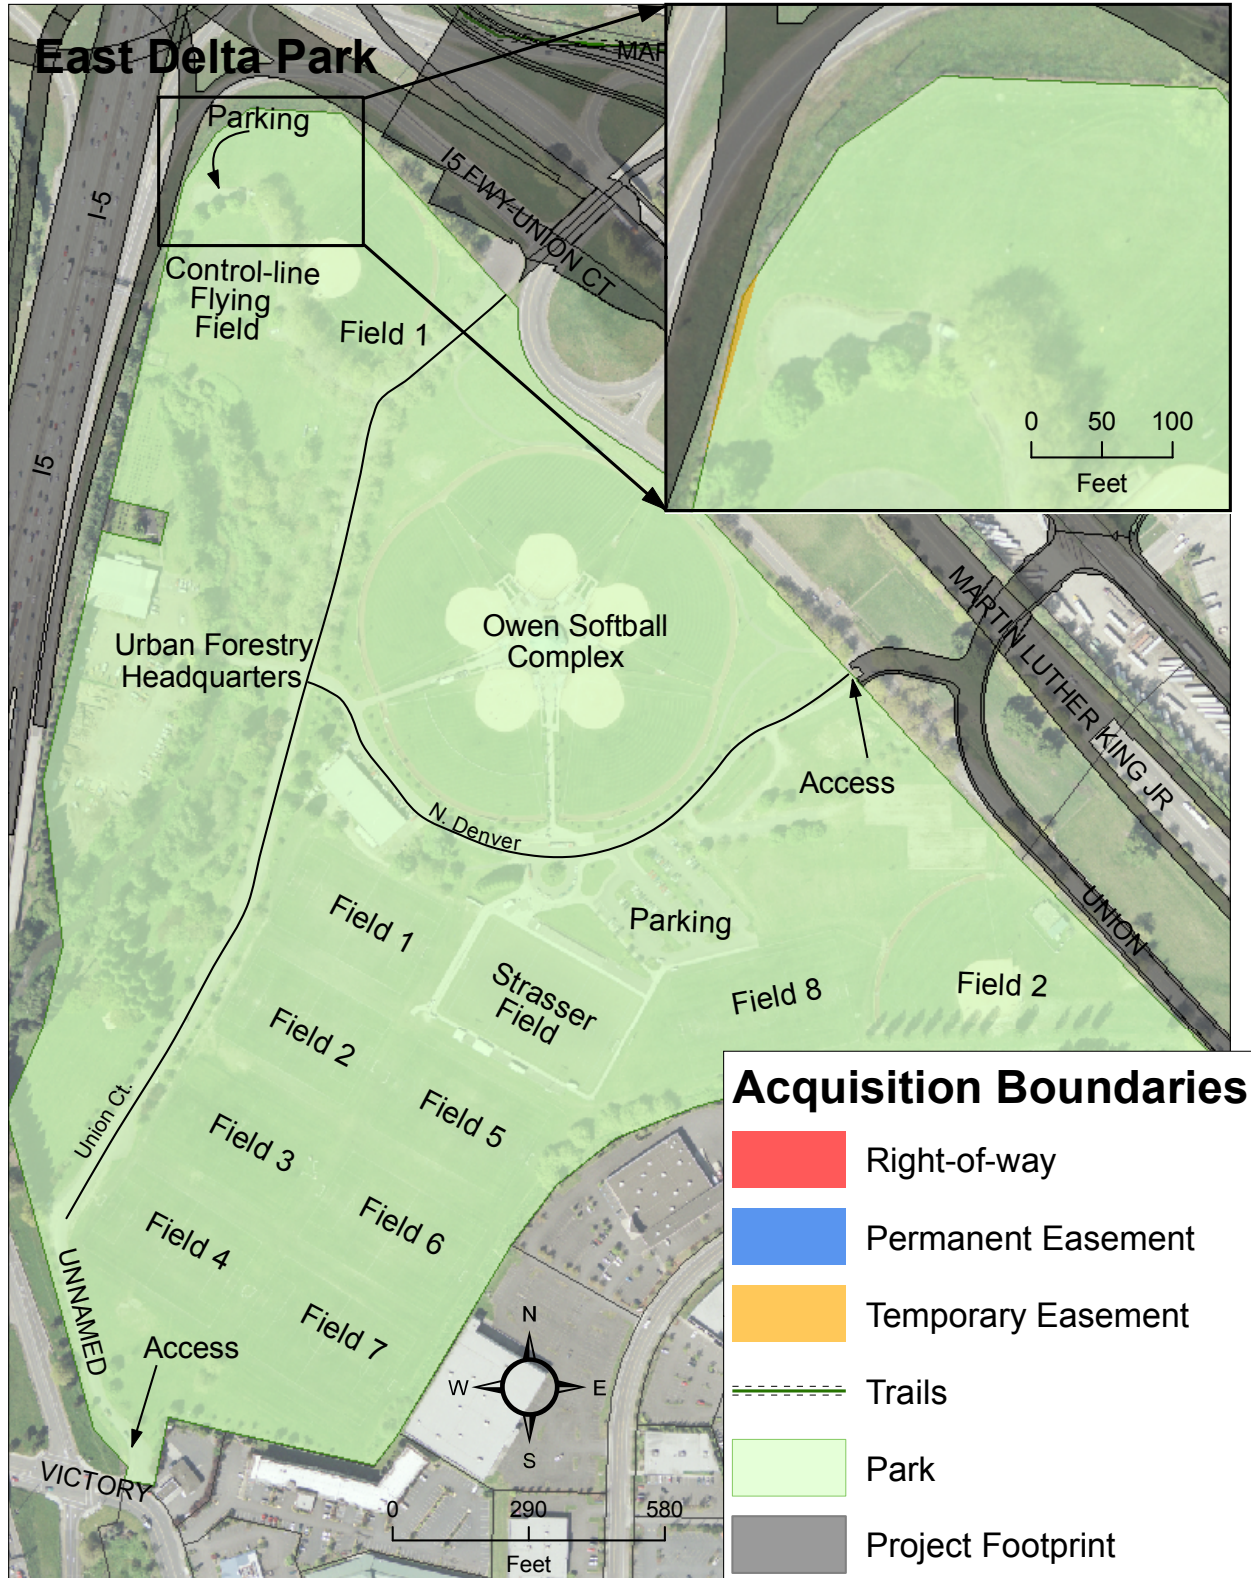 East Delta Park
MAR
Parking
I-5
I5 FWY-UNION CT
Control-line
Flying
Field
Field 1
0 50 100
Feet
I5
Owen Softball
Complex
Urban Forestry
Headquarters
MARTIN LUTHER KING JR
Access
N. Denver
Field 1
Parking
UNION
Strasser
Field
Field 8
Field 2
Field 2
Union Ct.
Field 5
Field 3
Field 6
Field 4
UNNAMED
Field 7
Access
N
W E
S
VICTORY
0 290 580
Feet
Acquisition Boundaries
Right-of-way
Permanent Easement
Temporary Easement
Trails
Park
Project Footprint